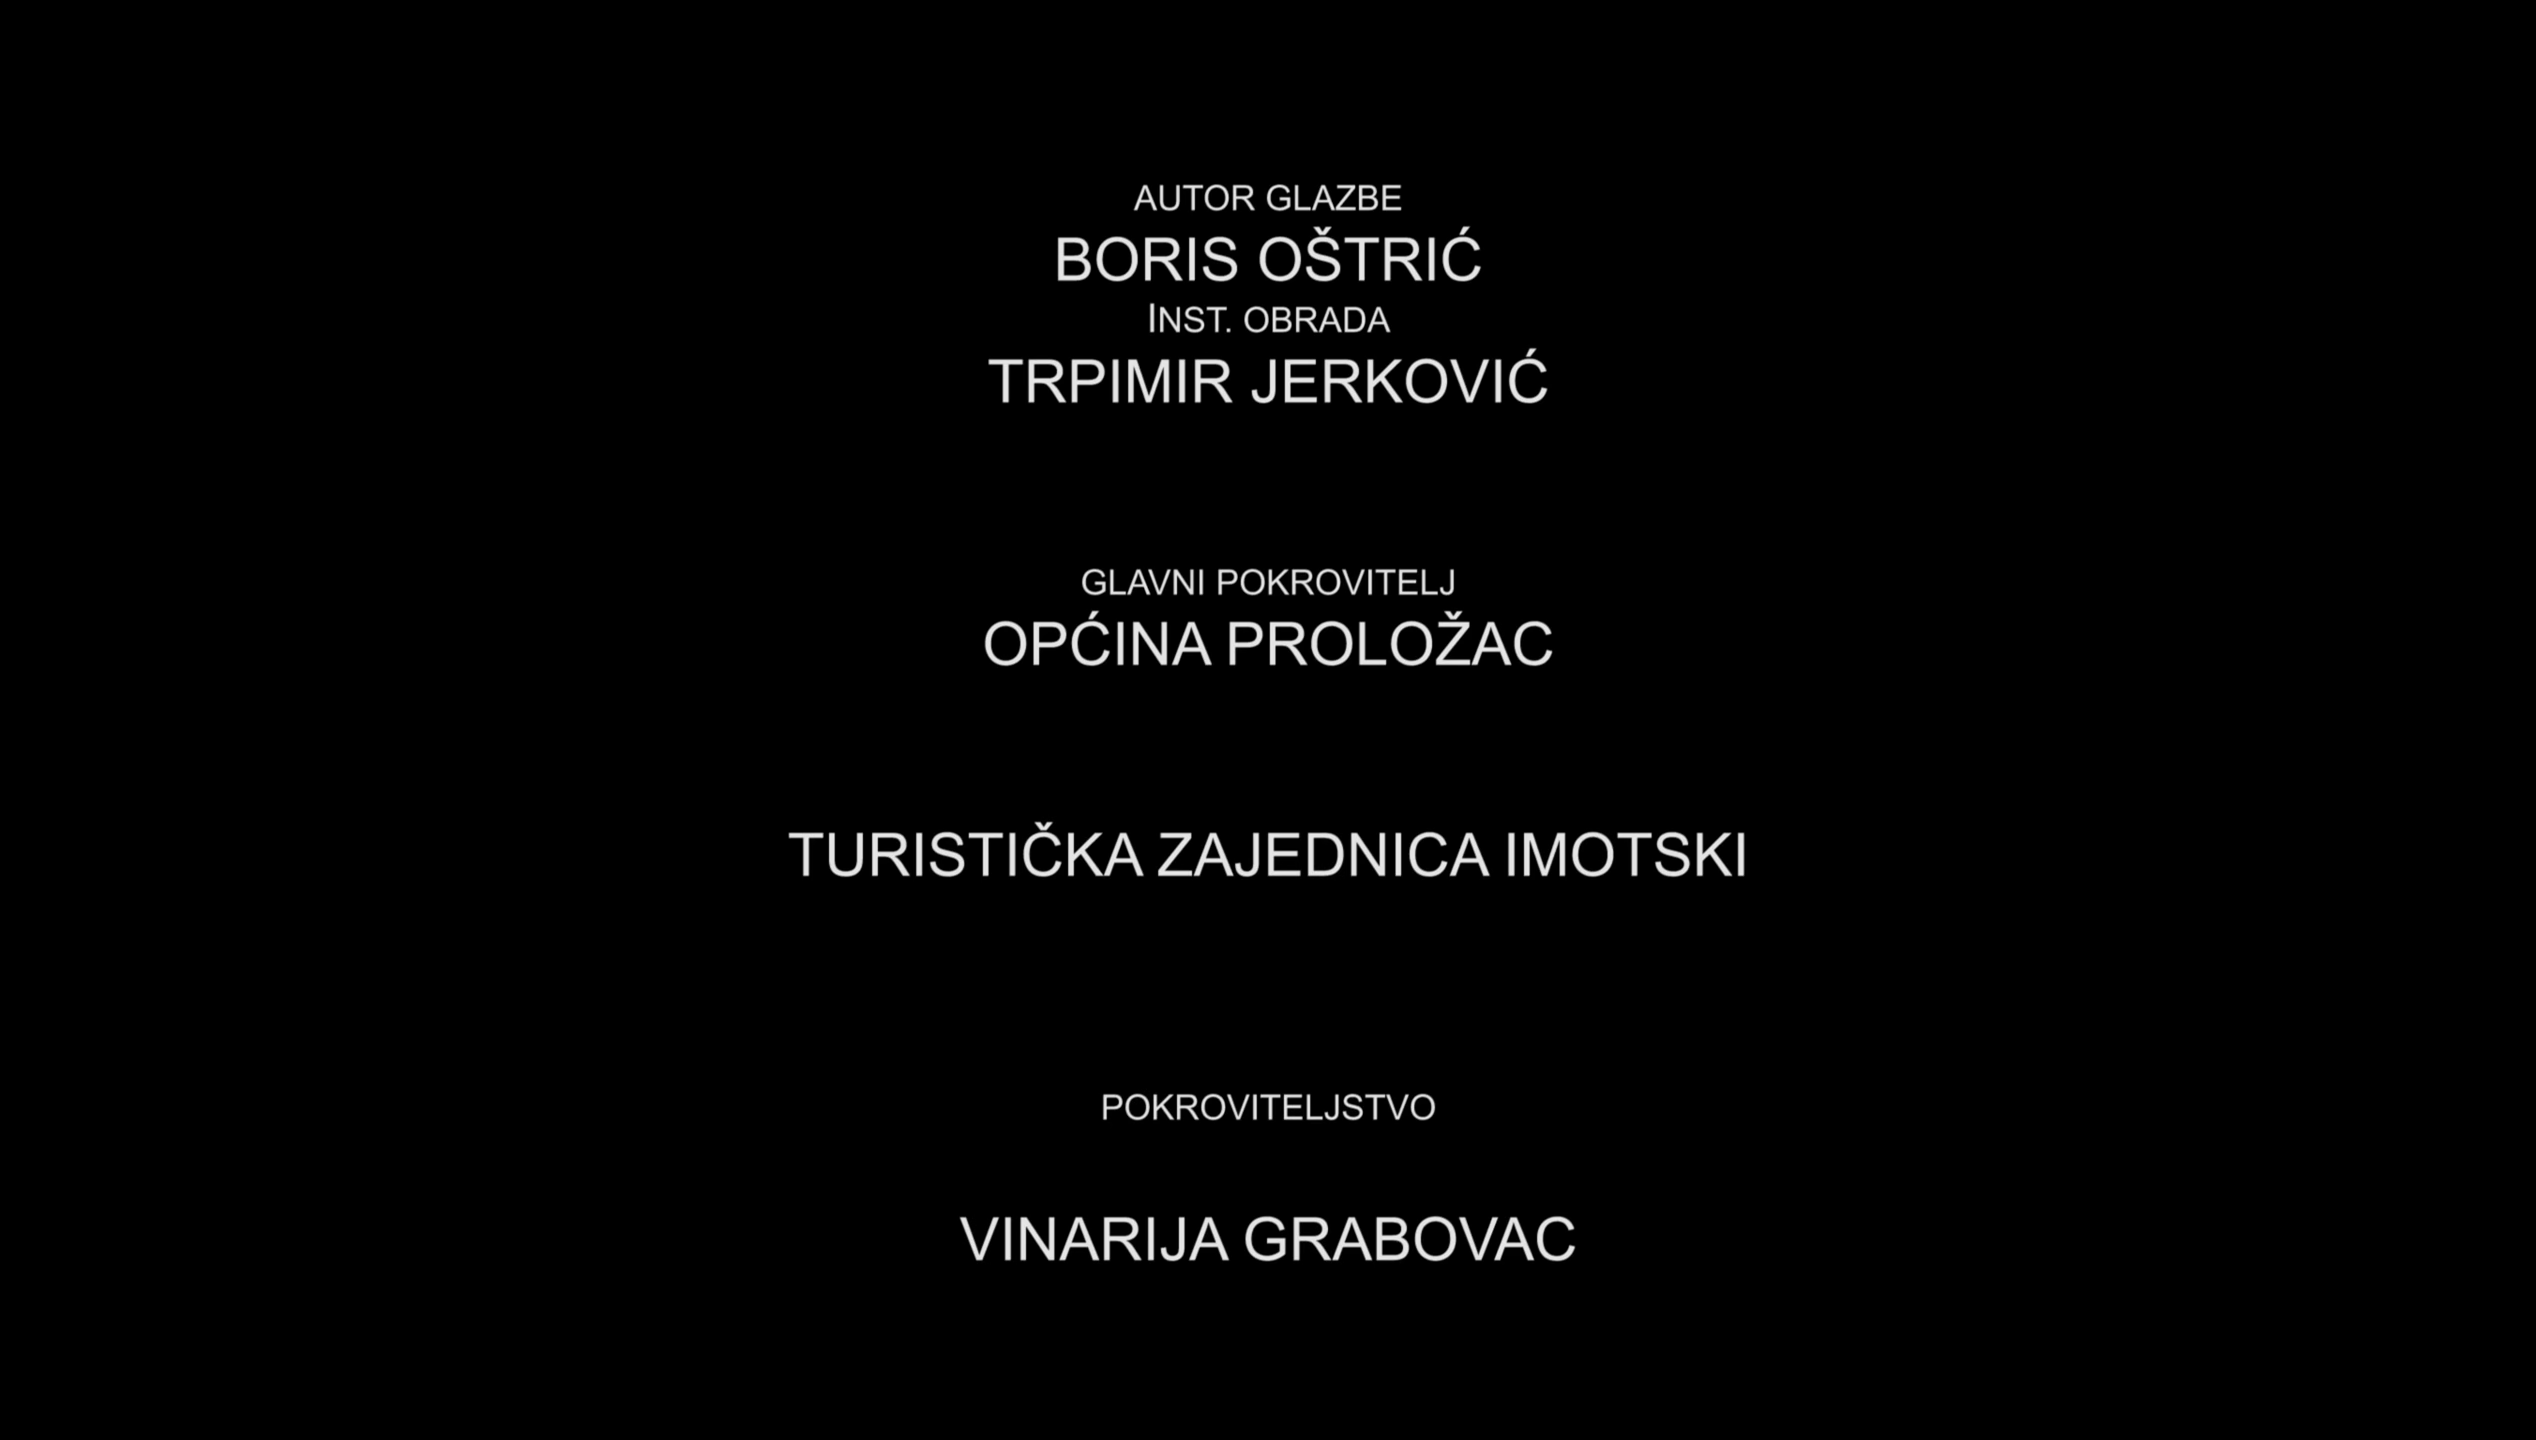 AUTOR GLAZBE
BORIS OŠTRIĆ
INST. OBRADA
TRPIMIR JERKOVIĆ
GLAVNI POKROVITELJ
OPĆINA PROLOŽAC
TURISTIČKA ZAJEDNICA IMOTSKI
POKROVITELJSTVO
VINARIJA GRABOVAC